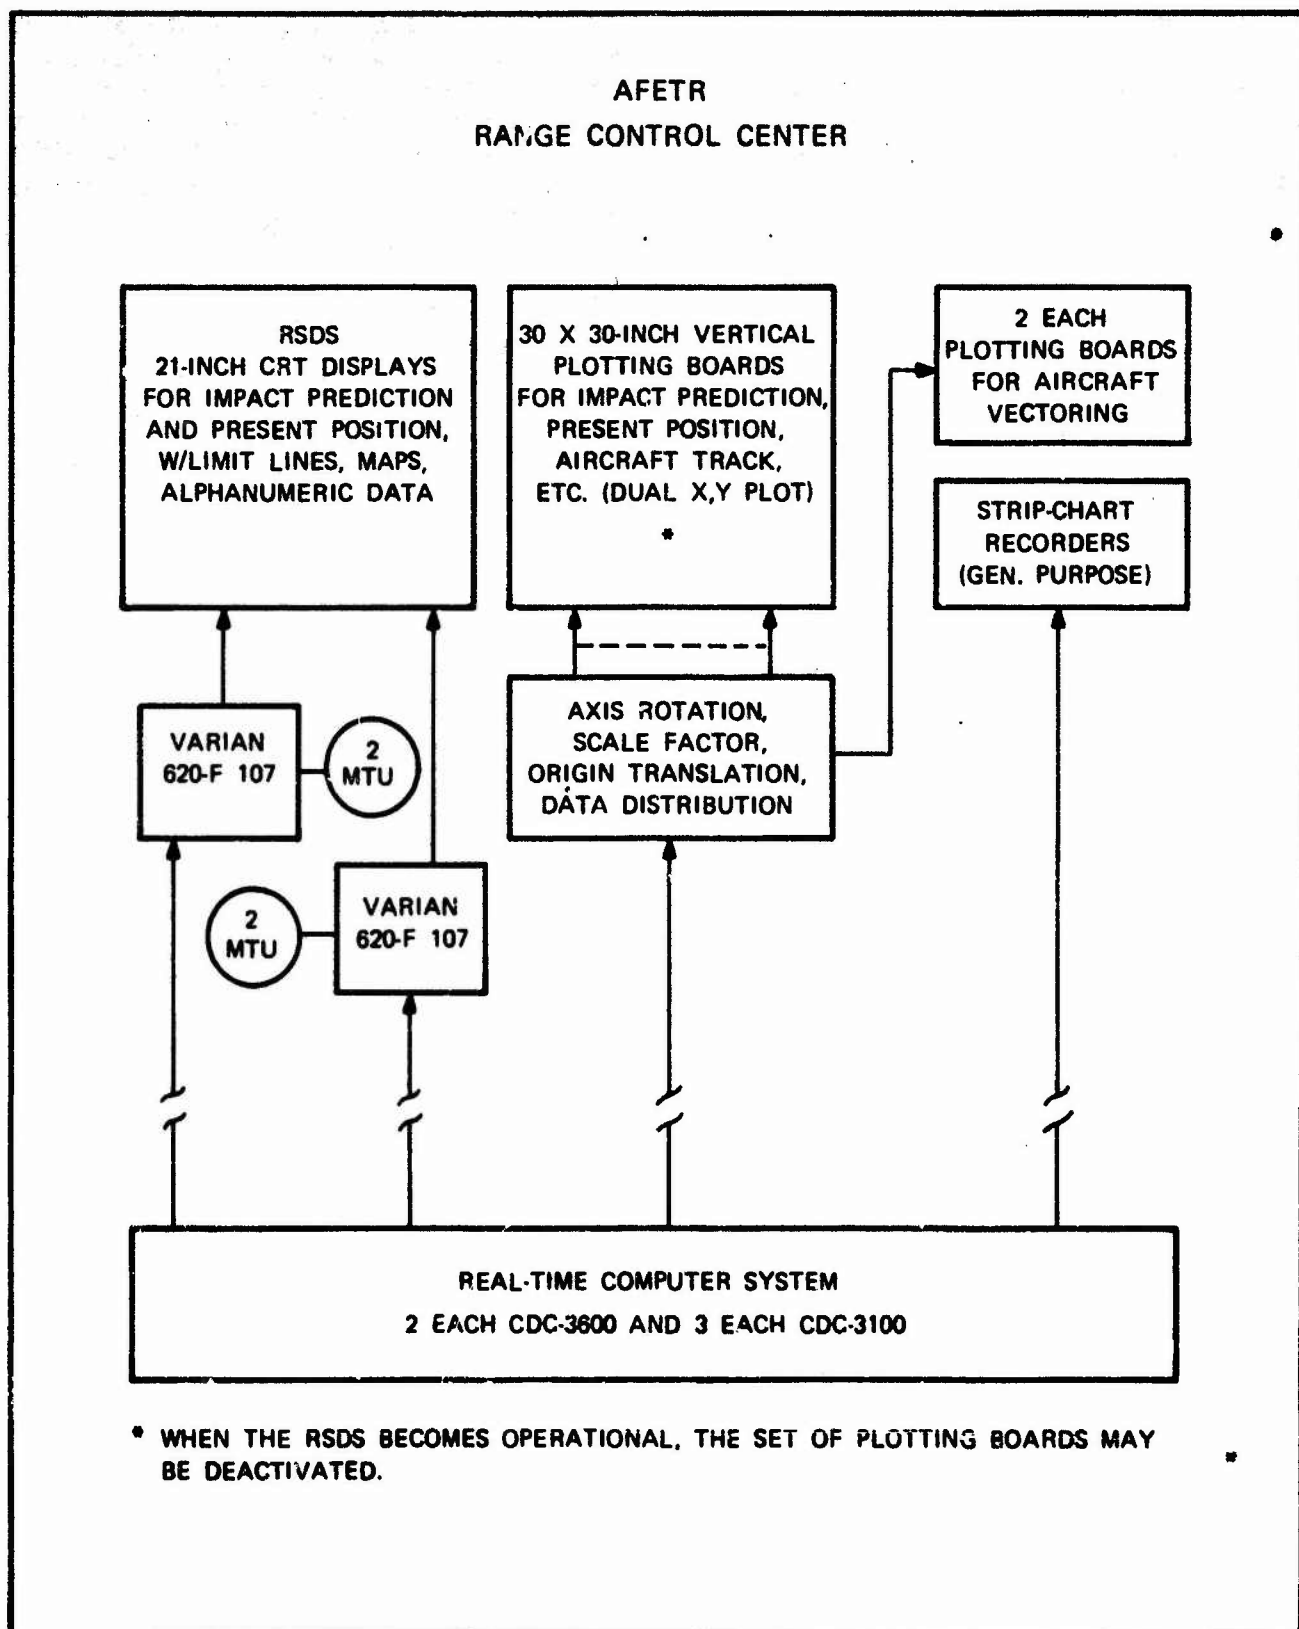 AFETR
RANGE CONTROL CENTER
RSDS
21-INCH CRT DISPLAYS
FOR IMPACT PREDICTION
AND PRESENT POSITION,
W/LIMIT LINES, MAPS,
ALPHANUMERIC DATA
30 X 30-INCH VERTICAL
PLOTTING BOARDS
FOR IMPACT PREDICTION,
PRESENT POSITION,
AIRCRAFT TRACK,
ETC. (DUAL X,Y PLOT)
*
2 EACH
PLOTTING BOARDS
FOR AIRCRAFT
VECTORING
STRIP-CHART
RECORDERS
(GEN. PURPOSE)
VARIAN
620-F 107
2
MTU
AXIS ROTATION,
SCALE FACTOR,
ORIGIN TRANSLATION,
DATA DISTRIBUTION
2
MTU
VARIAN
620-F 107
REAL-TIME COMPUTER SYSTEM
2 EACH CDC-3600 AND 3 EACH CDC-3100
* WHEN THE RSDS BECOMES OPERATIONAL, THE SET OF PLOTTING BOARDS MAY
BE DEACTIVATED.